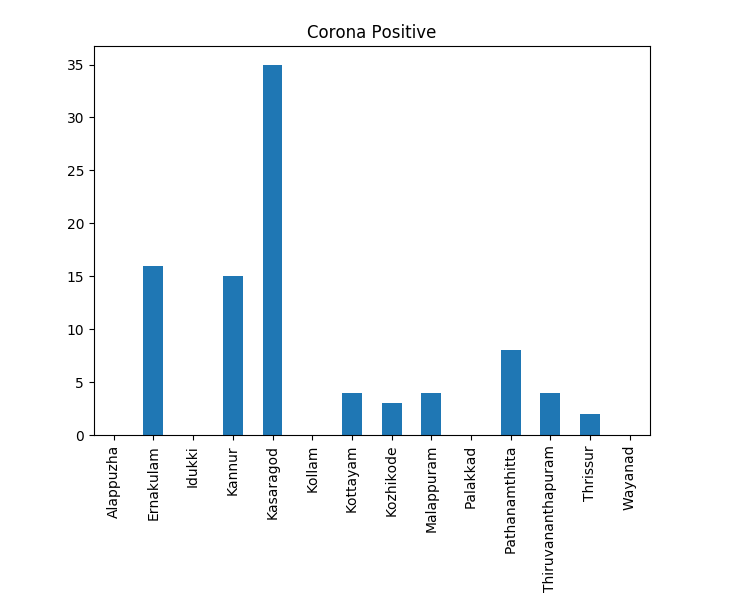 Corona Positive
35
30
25
20
15
10
5
0
Alappuzha
Ernakulam
Idukki
Kannur
Kasaragod
Kollam
Kottayam
Kozhikode
Malappuram
Palakkad
Pathanamthitta
Thiruvananthapuram
Thrissur
Wayanad